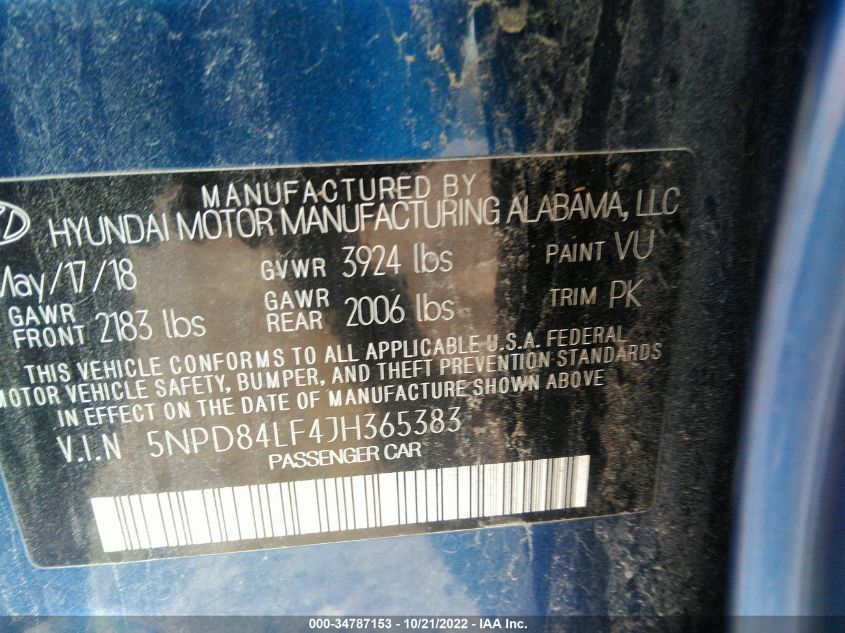 MANUFACTURED BY
HYUNDAI MOTOR MANUFACTURING ALABAMA, LLC
May/17/18 GVWR 3924 lbs PAINT VU
GAWR FRONT 2183 lbs GAWR REAR 2006 lbs TRIM PK
THIS VEHICLE CONFORMS TO ALL APPLICABLE U.S.A. FEDERAL
MOTOR VEHICLE SAFETY, BUMPER, AND THEFT PREVENTION STANDARDS
IN EFFECT ON THE DATE OF MANUFACTURE SHOWN ABOVE
V.I.N 5NPD84LF4JH365383
PASSENGER CAR
000-34787153 - 10/21/2022 - IAA Inc.